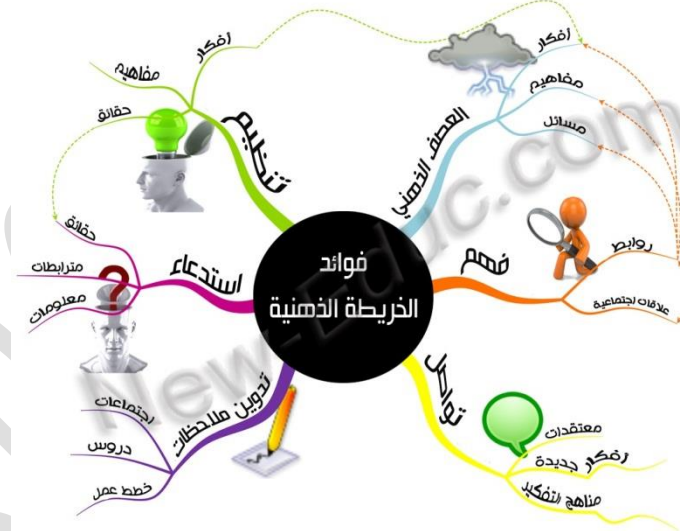 فوائد
الخريطة الذهنية
العصف الذهني
أفكار
مفاهيم
مسائل
فهم
روابط
علاقات اجتماعية
تواصل
معتقدات
أفكار جديدة
مناهج التفكير
تدوين ملاحظات
اجتماعات
دروس
خطط عمل
استدعاء
حقائق
مترابطات
معلومات
تنظيم
أفكار
مفاهيم
حقائق
New-Educ.com